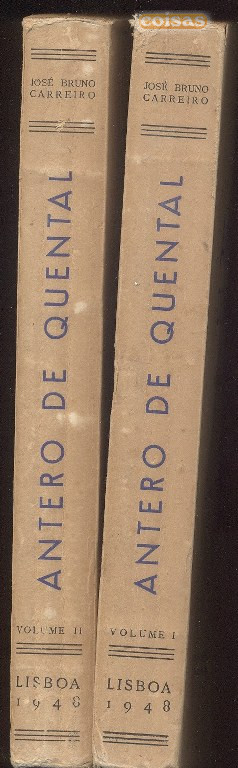 JOSÉ BRUNO
CARREIRO
ANTERO DE QUENTAL
VOLUME II
LISBOA
1948
coisas
JOSÉ BRUNO
CARREIRO
ANTERO DE QUENTAL
VOLUME I
LISBOA
1948